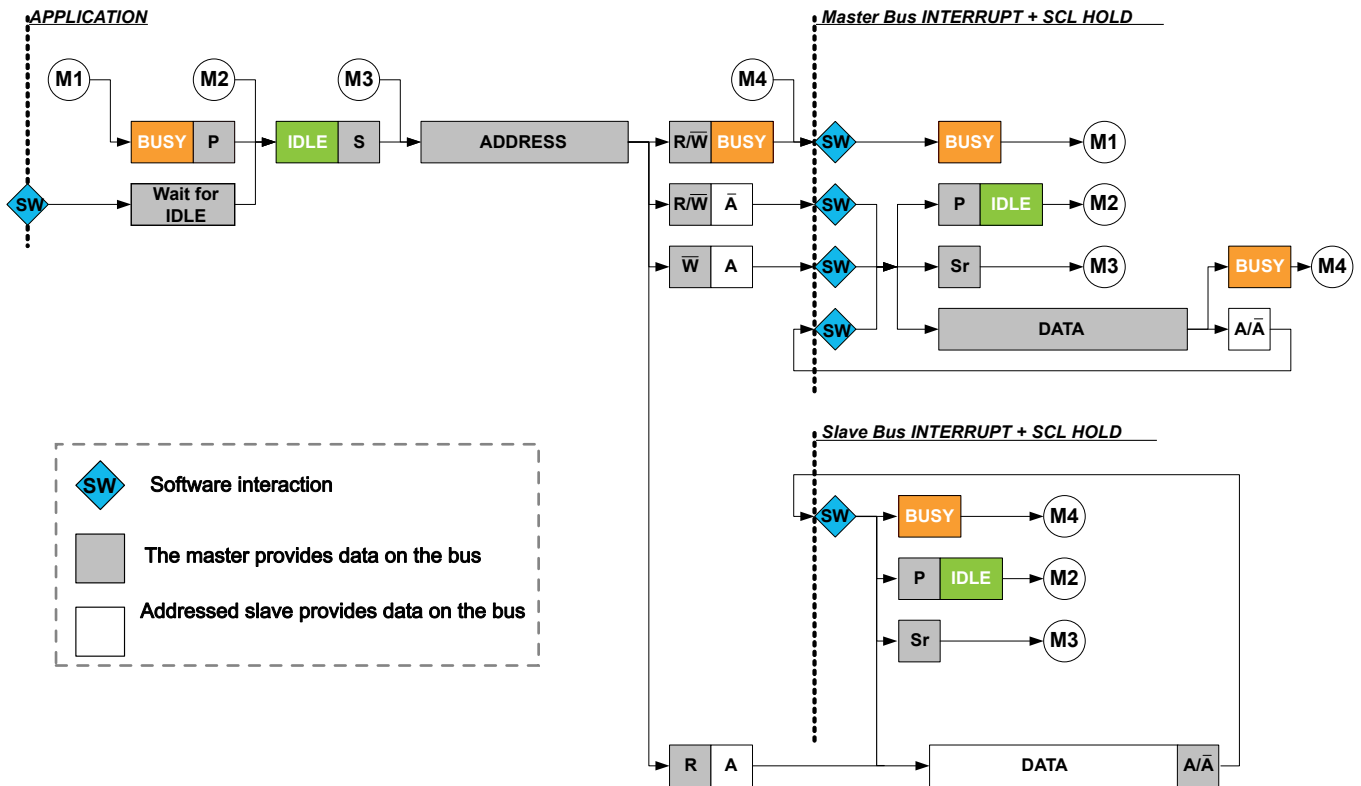 APPLICATION
Master Bus INTERRUPT + SCL HOLD
M1
M2
M3
M4
BUSY P
IDLE S
ADDRESS
R/W̅ BUSY
SW
BUSY
M1
SW
Wait for
IDLE
R/W̅ A̅
SW
P IDLE
M2
W̅ A
SW
Sr
M3
BUSY
M4
SW
DATA
A/A̅
Slave Bus INTERRUPT + SCL HOLD
SW
Software interaction
The master provides data on the bus
Addressed slave provides data on the bus
SW
BUSY
M4
P IDLE
M2
Sr
M3
R A
DATA
A/A̅